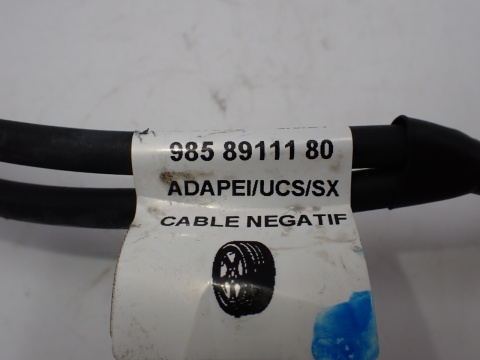 985 89111 80
ADAPEI/UCS/SX
CABLE NEGATIF